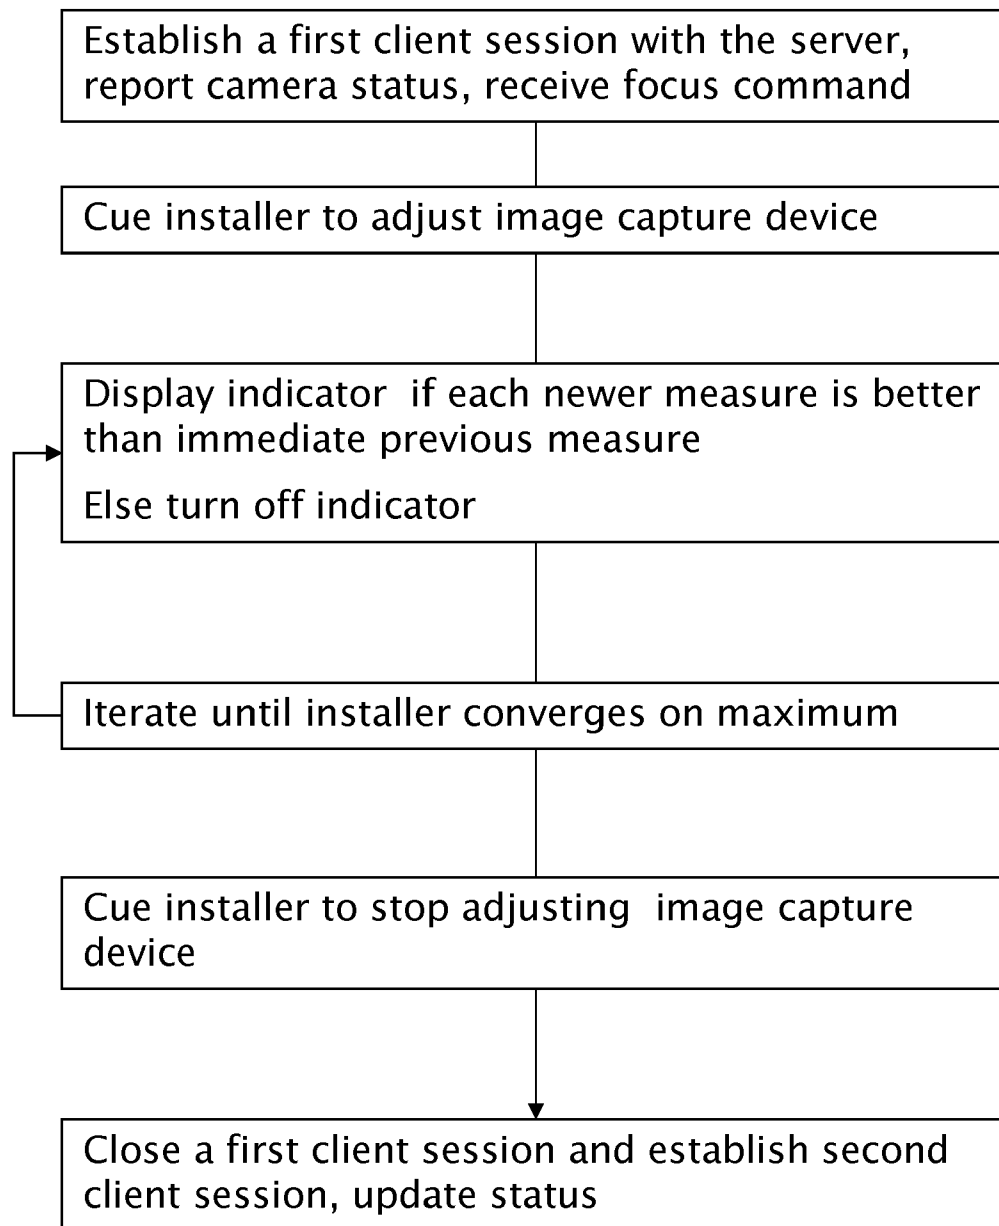 Establish a first client session with the server,
report camera status, receive focus command
Cue installer to adjust image capture device
Display indicator  if each newer measure is better
than immediate previous measure
Else turn off indicator
Iterate until installer converges on maximum
Cue installer to stop adjusting  image capture
device
Close a first client session and establish second
client session, update status